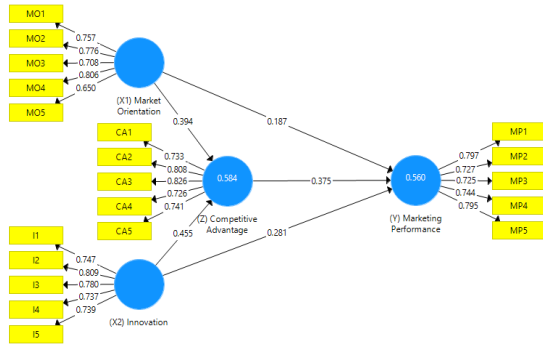 MO1
MO2
MO3
MO4
MO5
0.757
0.776
0.708
0.806
0.650
(X1) Market
Orientation
0.394
0.187
CA1
CA2
CA3
CA4
CA5
0.733
0.808
0.826
0.726
0.741
0.584
(Z) Competitive
Advantage
0.375
0.560
(Y) Marketing
Performance
0.797
0.727
0.725
0.744
0.795
MP1
MP2
MP3
MP4
MP5
0.455
0.281
I1
I2
I3
I4
I5
0.747
0.809
0.780
0.737
0.739
(X2) Innovation